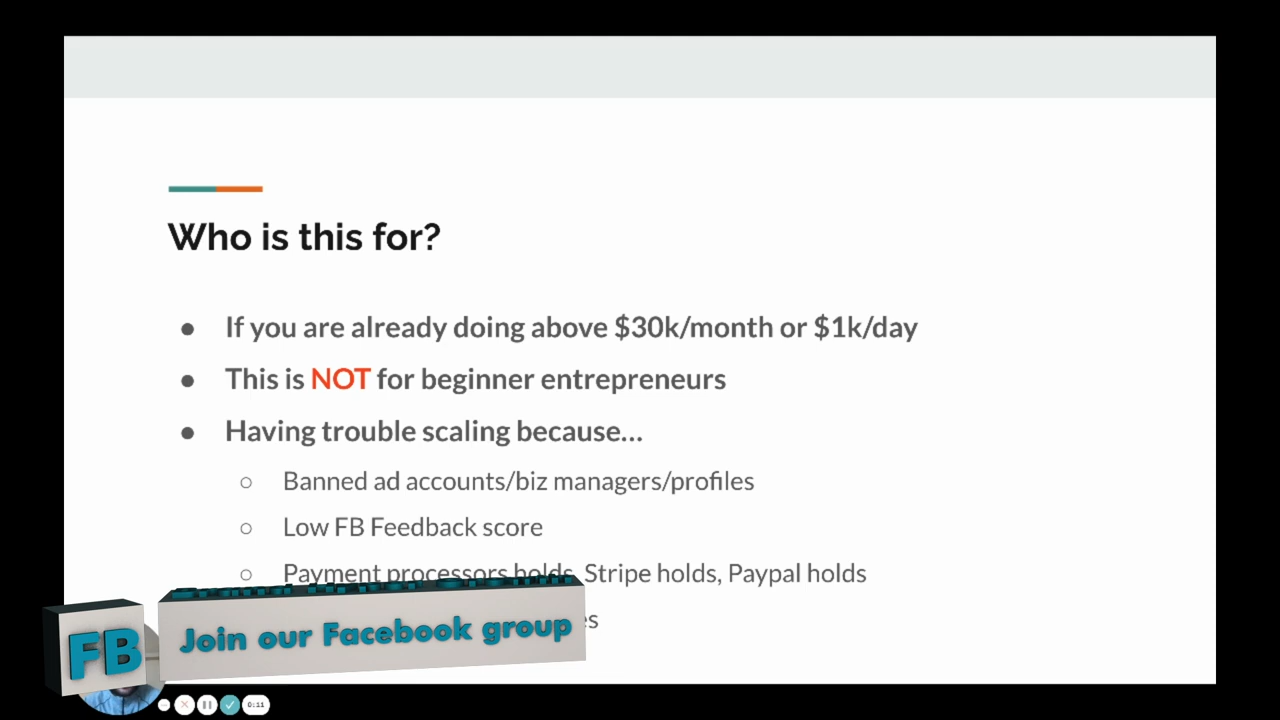 Who is this for?
● If you are already doing above $30k/month or $1k/day
● This is NOT for beginner entrepreneurs
● Having trouble scaling because...
○ Banned ad accounts/biz managers/profiles
○ Low FB Feedback score
○ Payment processors holds, Stripe holds, Paypal holds
FB Join our Facebook group
0:11